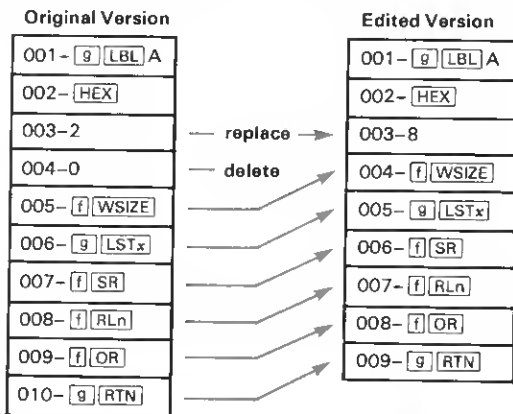 Original Version
001- g LBL A
002- HEX
003-2
004-0
005- f WSIZE
006- g LSTx
007- f SR
008- f RLn
009- f OR
010- g RTN
replace
delete
Edited Version
001- g LBL A
002- HEX
003-8
004- f WSIZE
005- g LSTx
006- f SR
007- f RLn
008- f OR
009- g RTN